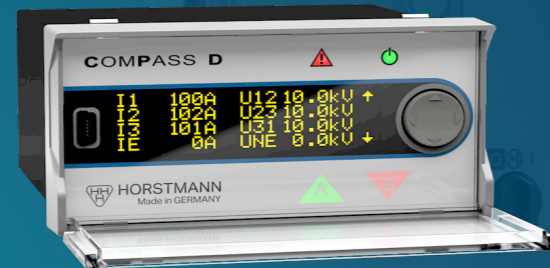 COMPASS D
I1 100A U12 10.0kV ↑
I2 102A U23 10.0kV
I3 101A U31 10.0kV
IE 0A UNE 0.0kV ↓
HORSTMANN
Made in GERMANY
A B